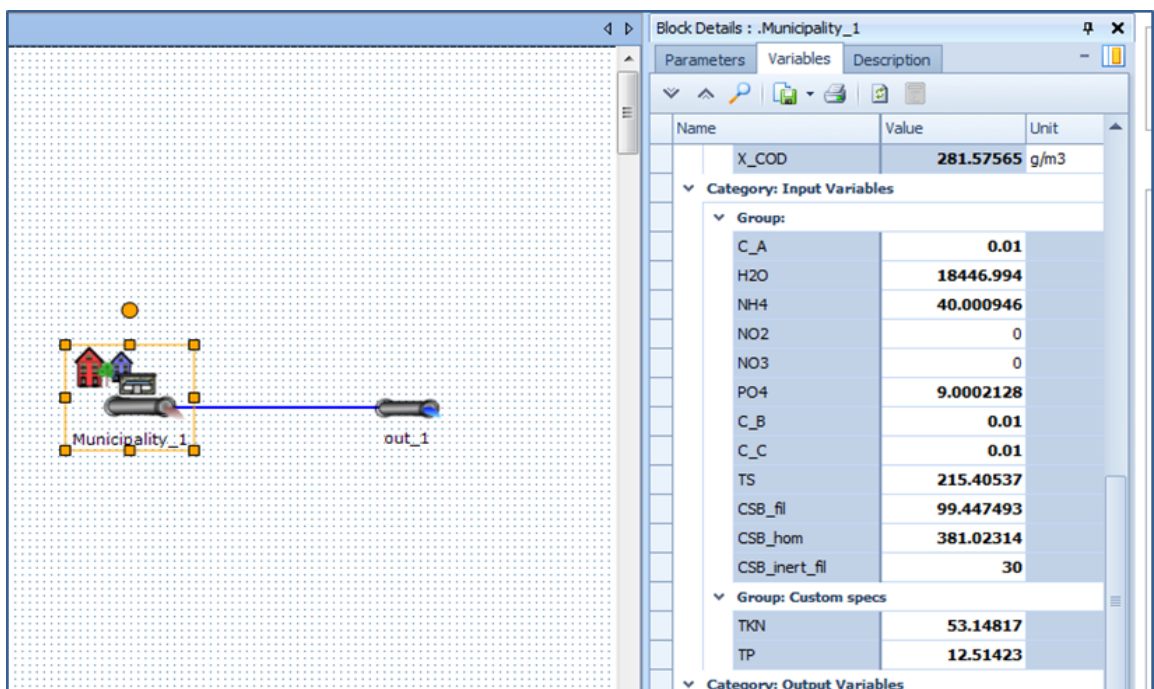 Block Details : .Municipality_1
Parameters Variables Description
Name Value Unit
X_COD 281.57565 g/m3
Category: Input Variables
Group:
C_A 0.01
H2O 18446.994
NH4 40.000946
NO2 0
NO3 0
PO4 9.0002128
C_B 0.01
C_C 0.01
TS 215.40537
CSB_fil 99.447493
CSB_hom 381.02314
CSB_inert_fil 30
Group: Custom specs
TKN 53.14817
TP 12.51423
Category: Output Variables
Municipality_1
out_1